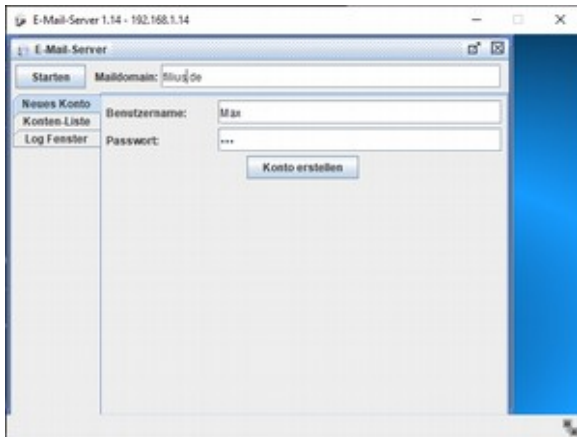 E-Mail-Server 1.14 - 192.168.1.14
E-Mail-Server
Starten Maildomain: filius.de
Neues Konto
Konten-Liste
Log Fenster
Benutzername: Max
Passwort: •••
Konto erstellen